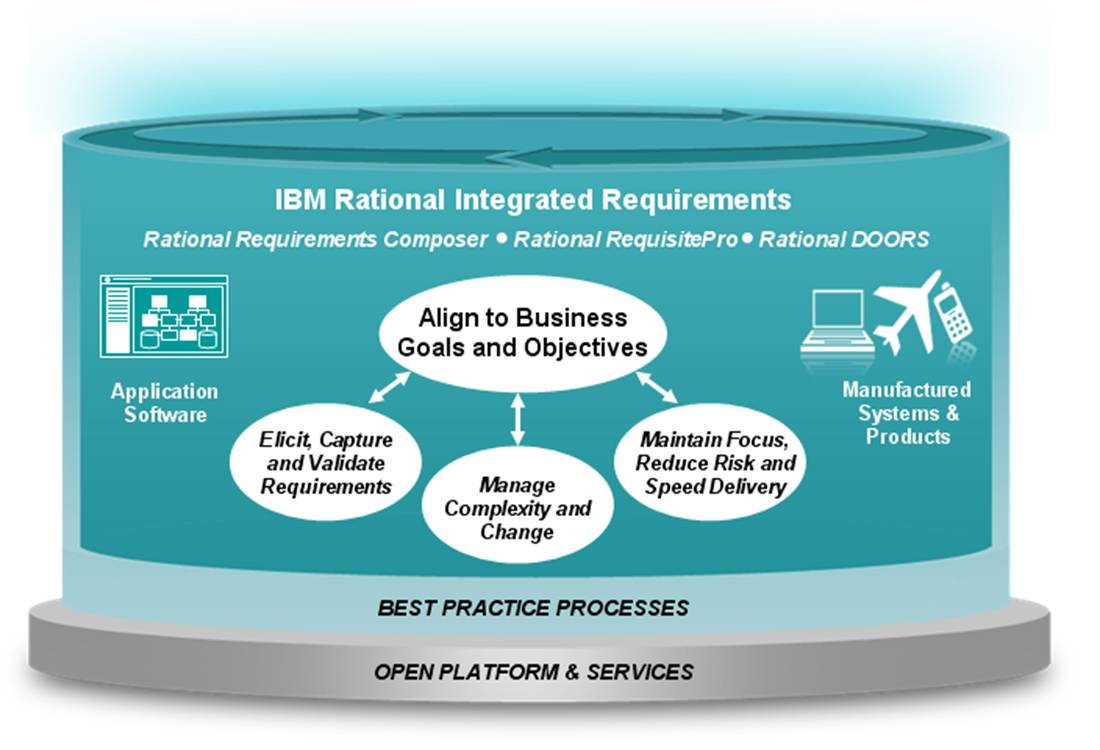 IBM Rational Integrated Requirements
Rational Requirements Composer • Rational RequisitePro • Rational DOORS
Align to Business
Goals and Objectives
Application
Software
Manufactured
Systems &
Products
Elicit, Capture
and Validate
Requirements
Manage
Complexity and
Change
Maintain Focus,
Reduce Risk and
Speed Delivery
BEST PRACTICE PROCESSES
OPEN PLATFORM & SERVICES